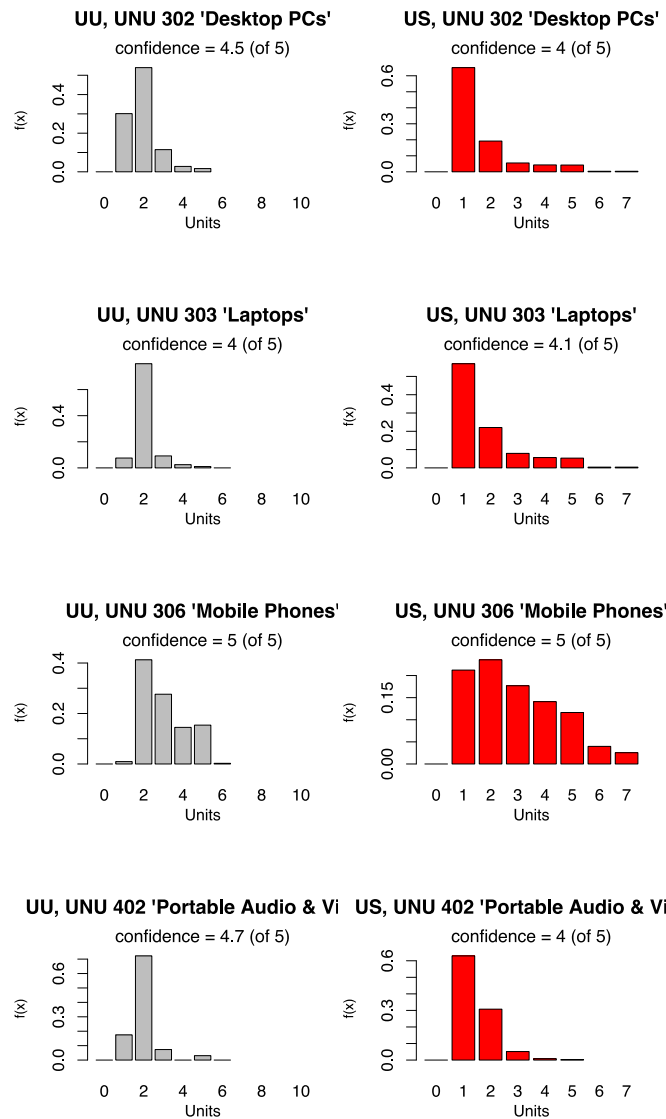 UU, UNU 302 'Desktop PCs'
confidence = 4.5 (of 5)
f(x)
0.4
0.2
0.0
0 2 4 6 8 10
Units
US, UNU 302 'Desktop PCs'
confidence = 4 (of 5)
f(x)
0.6
0.3
0.0
0 1 2 3 4 5 6 7
Units
UU, UNU 303 'Laptops'
confidence = 4 (of 5)
f(x)
0.4
0.0
0 2 4 6 8 10
Units
US, UNU 303 'Laptops'
confidence = 4.1 (of 5)
f(x)
0.4
0.2
0.0
0 1 2 3 4 5 6 7
Units
UU, UNU 306 'Mobile Phones'
confidence = 5 (of 5)
f(x)
0.4
0.2
0.0
0 2 4 6 8 10
Units
US, UNU 306 'Mobile Phones'
confidence = 5 (of 5)
f(x)
0.15
0.00
0 1 2 3 4 5 6 7
Units
UU, UNU 402 'Portable Audio & Vi
confidence = 4.7 (of 5)
f(x)
0.6
0.3
0.0
0 2 4 6 8 10
Units
US, UNU 402 'Portable Audio & Vi
confidence = 4 (of 5)
f(x)
0.6
0.3
0.0
0 1 2 3 4 5 6 7
Units